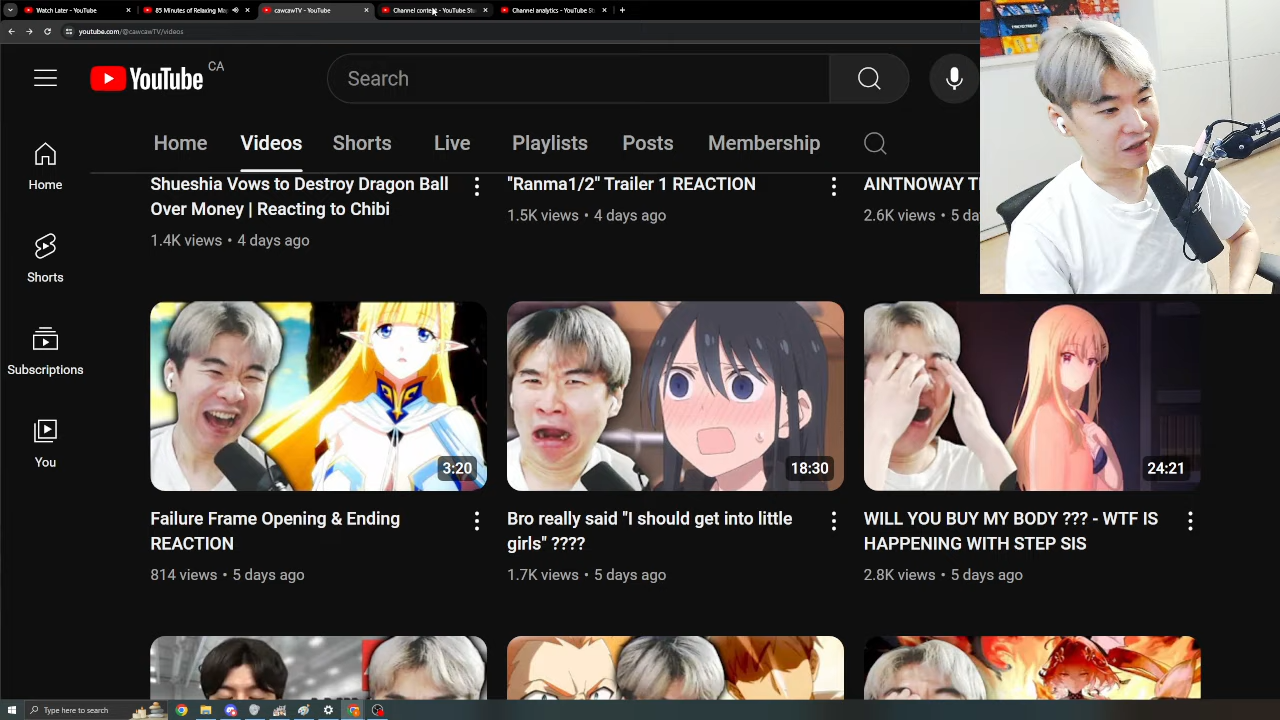 Watch Later - YouTube
85 Minutes of Relaxing Ma
cawcawTV - YouTube
Channel content - YouTube Stu
Channel analytics - YouTube St
youtube.com/@cawcawTV/videos
YouTube CA
Search
Home
Videos
Shorts
Live
Playlists
Posts
Membership
Home
Shorts
Subscriptions
You
Shueshia Vows to Destroy Dragon Ball
Over Money | Reacting to Chibi
1.4K views • 4 days ago
"Ranma1/2" Trailer 1 REACTION
1.5K views • 4 days ago
AINTNOWAY T
2.6K views • 5 da
3:20
Failure Frame Opening & Ending
REACTION
814 views • 5 days ago
18:30
Bro really said "I should get into little
girls" ????
1.7K views • 5 days ago
24:21
WILL YOU BUY MY BODY ??? - WTF IS
HAPPENING WITH STEP SIS
2.8K views • 5 days ago
Type here to search